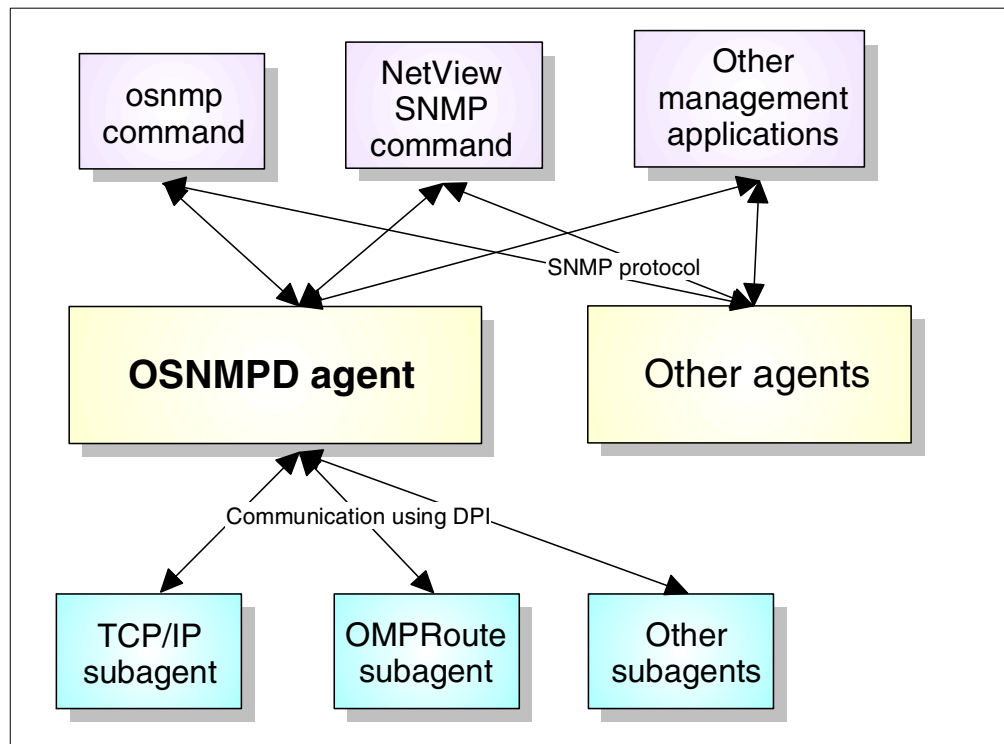 osnmp
command
NetView
SNMP
command
Other
management
applications
SNMP protocol
OSNMPD agent
Other agents
Communication using DPI
TCP/IP
subagent
OMPRoute
subagent
Other
subagents